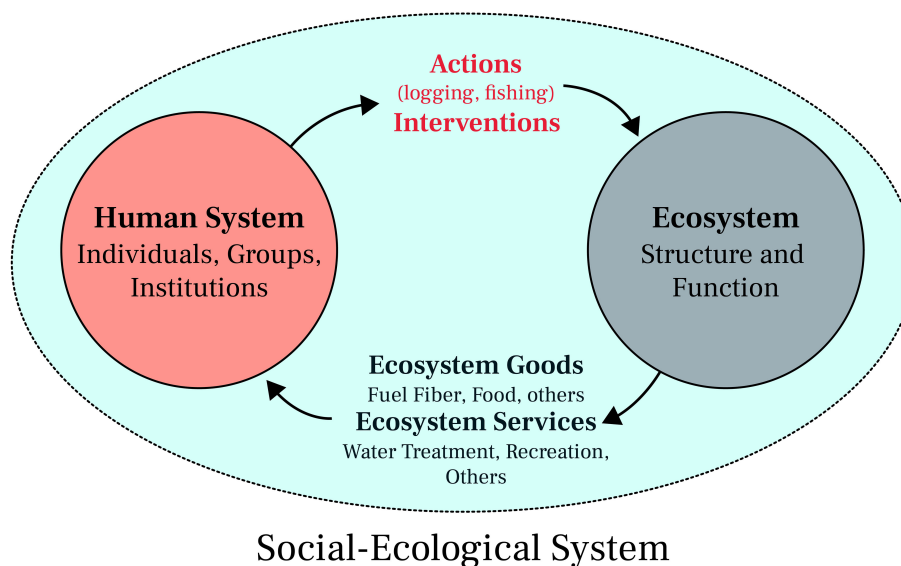 Actions
(logging, fishing)
Interventions
Human System
Individuals, Groups,
Institutions
Ecosystem
Structure and
Function
Ecosystem Goods
Fuel Fiber, Food, others
Ecosystem Services
Water Treatment, Recreation,
Others
Social-Ecological System